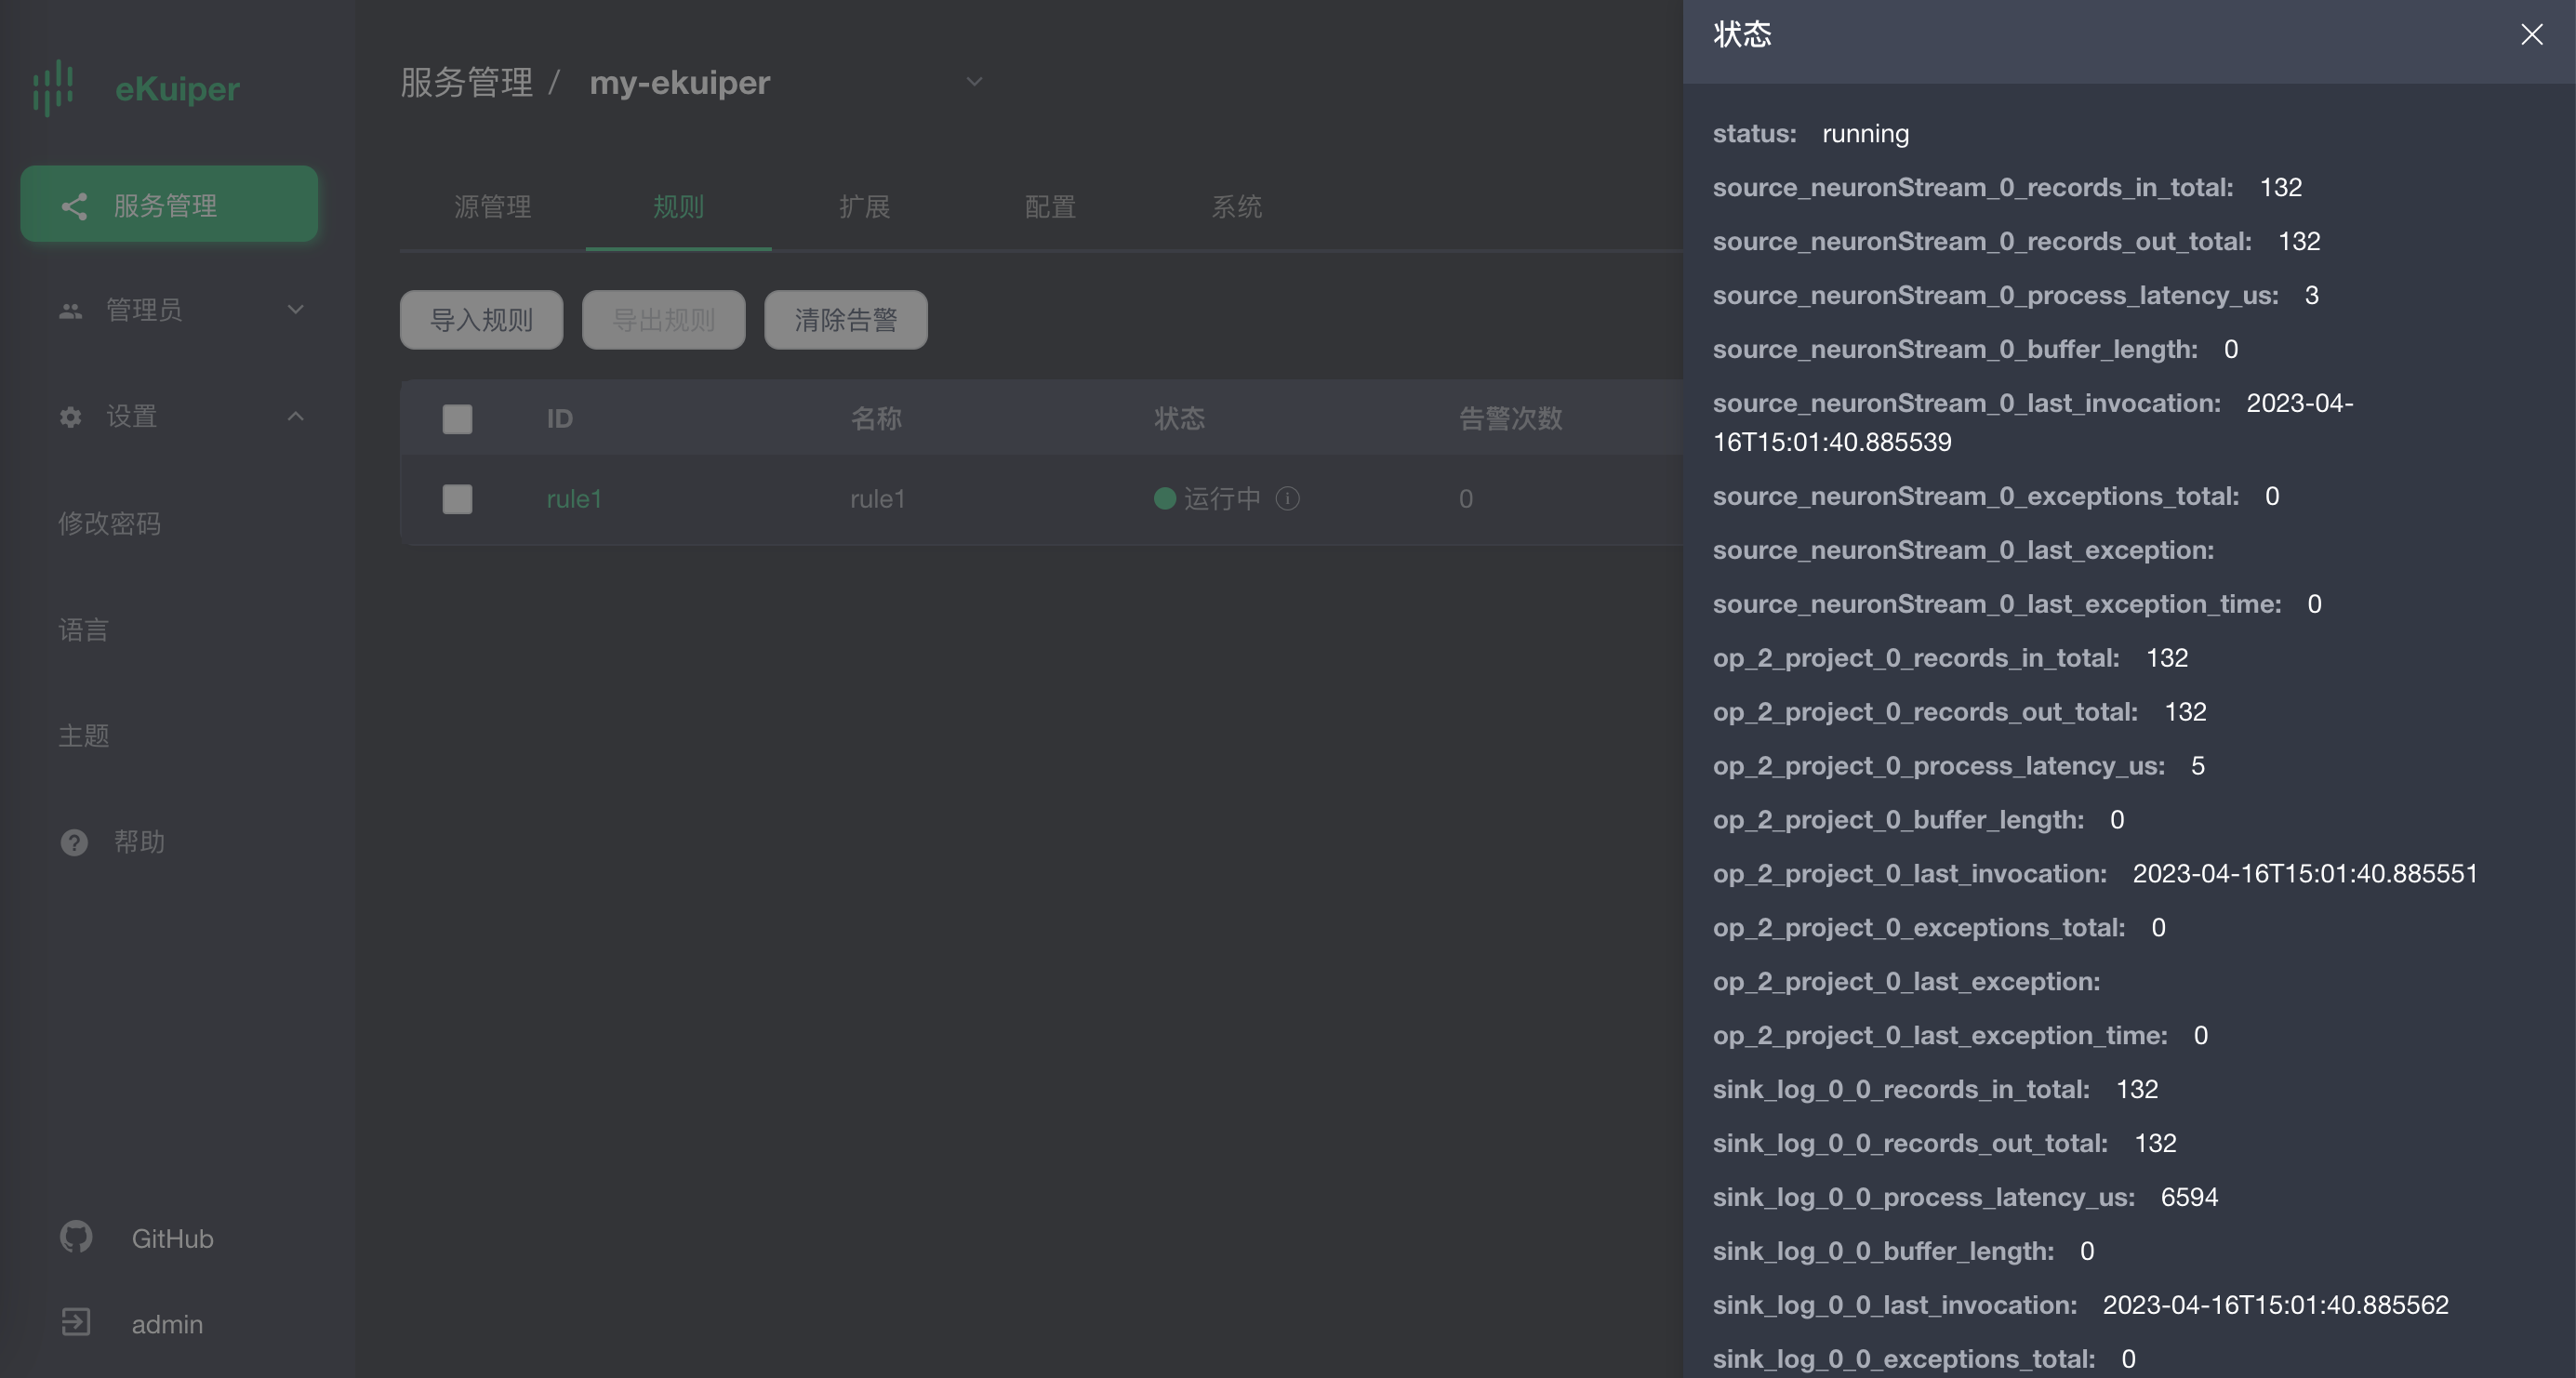 eKuiper
服务管理
管理员
设置
修改密码
语言
主题
帮助
GitHub
admin
服务管理 / my-ekuiper
源管理 规则 扩展 配置 系统
导入规则 导出规则 清除告警
ID 名称 状态 告警次数
rule1 rule1 运行中 0
状态
status: running
source_neuronStream_0_records_in_total: 132
source_neuronStream_0_records_out_total: 132
source_neuronStream_0_process_latency_us: 3
source_neuronStream_0_buffer_length: 0
source_neuronStream_0_last_invocation: 2023-04-
16T15:01:40.885539
source_neuronStream_0_exceptions_total: 0
source_neuronStream_0_last_exception:
source_neuronStream_0_last_exception_time: 0
op_2_project_0_records_in_total: 132
op_2_project_0_records_out_total: 132
op_2_project_0_process_latency_us: 5
op_2_project_0_buffer_length: 0
op_2_project_0_last_invocation: 2023-04-16T15:01:40.885551
op_2_project_0_exceptions_total: 0
op_2_project_0_last_exception:
op_2_project_0_last_exception_time: 0
sink_log_0_0_records_in_total: 132
sink_log_0_0_records_out_total: 132
sink_log_0_0_process_latency_us: 6594
sink_log_0_0_buffer_length: 0
sink_log_0_0_last_invocation: 2023-04-16T15:01:40.885562
sink_log_0_0_exceptions_total: 0